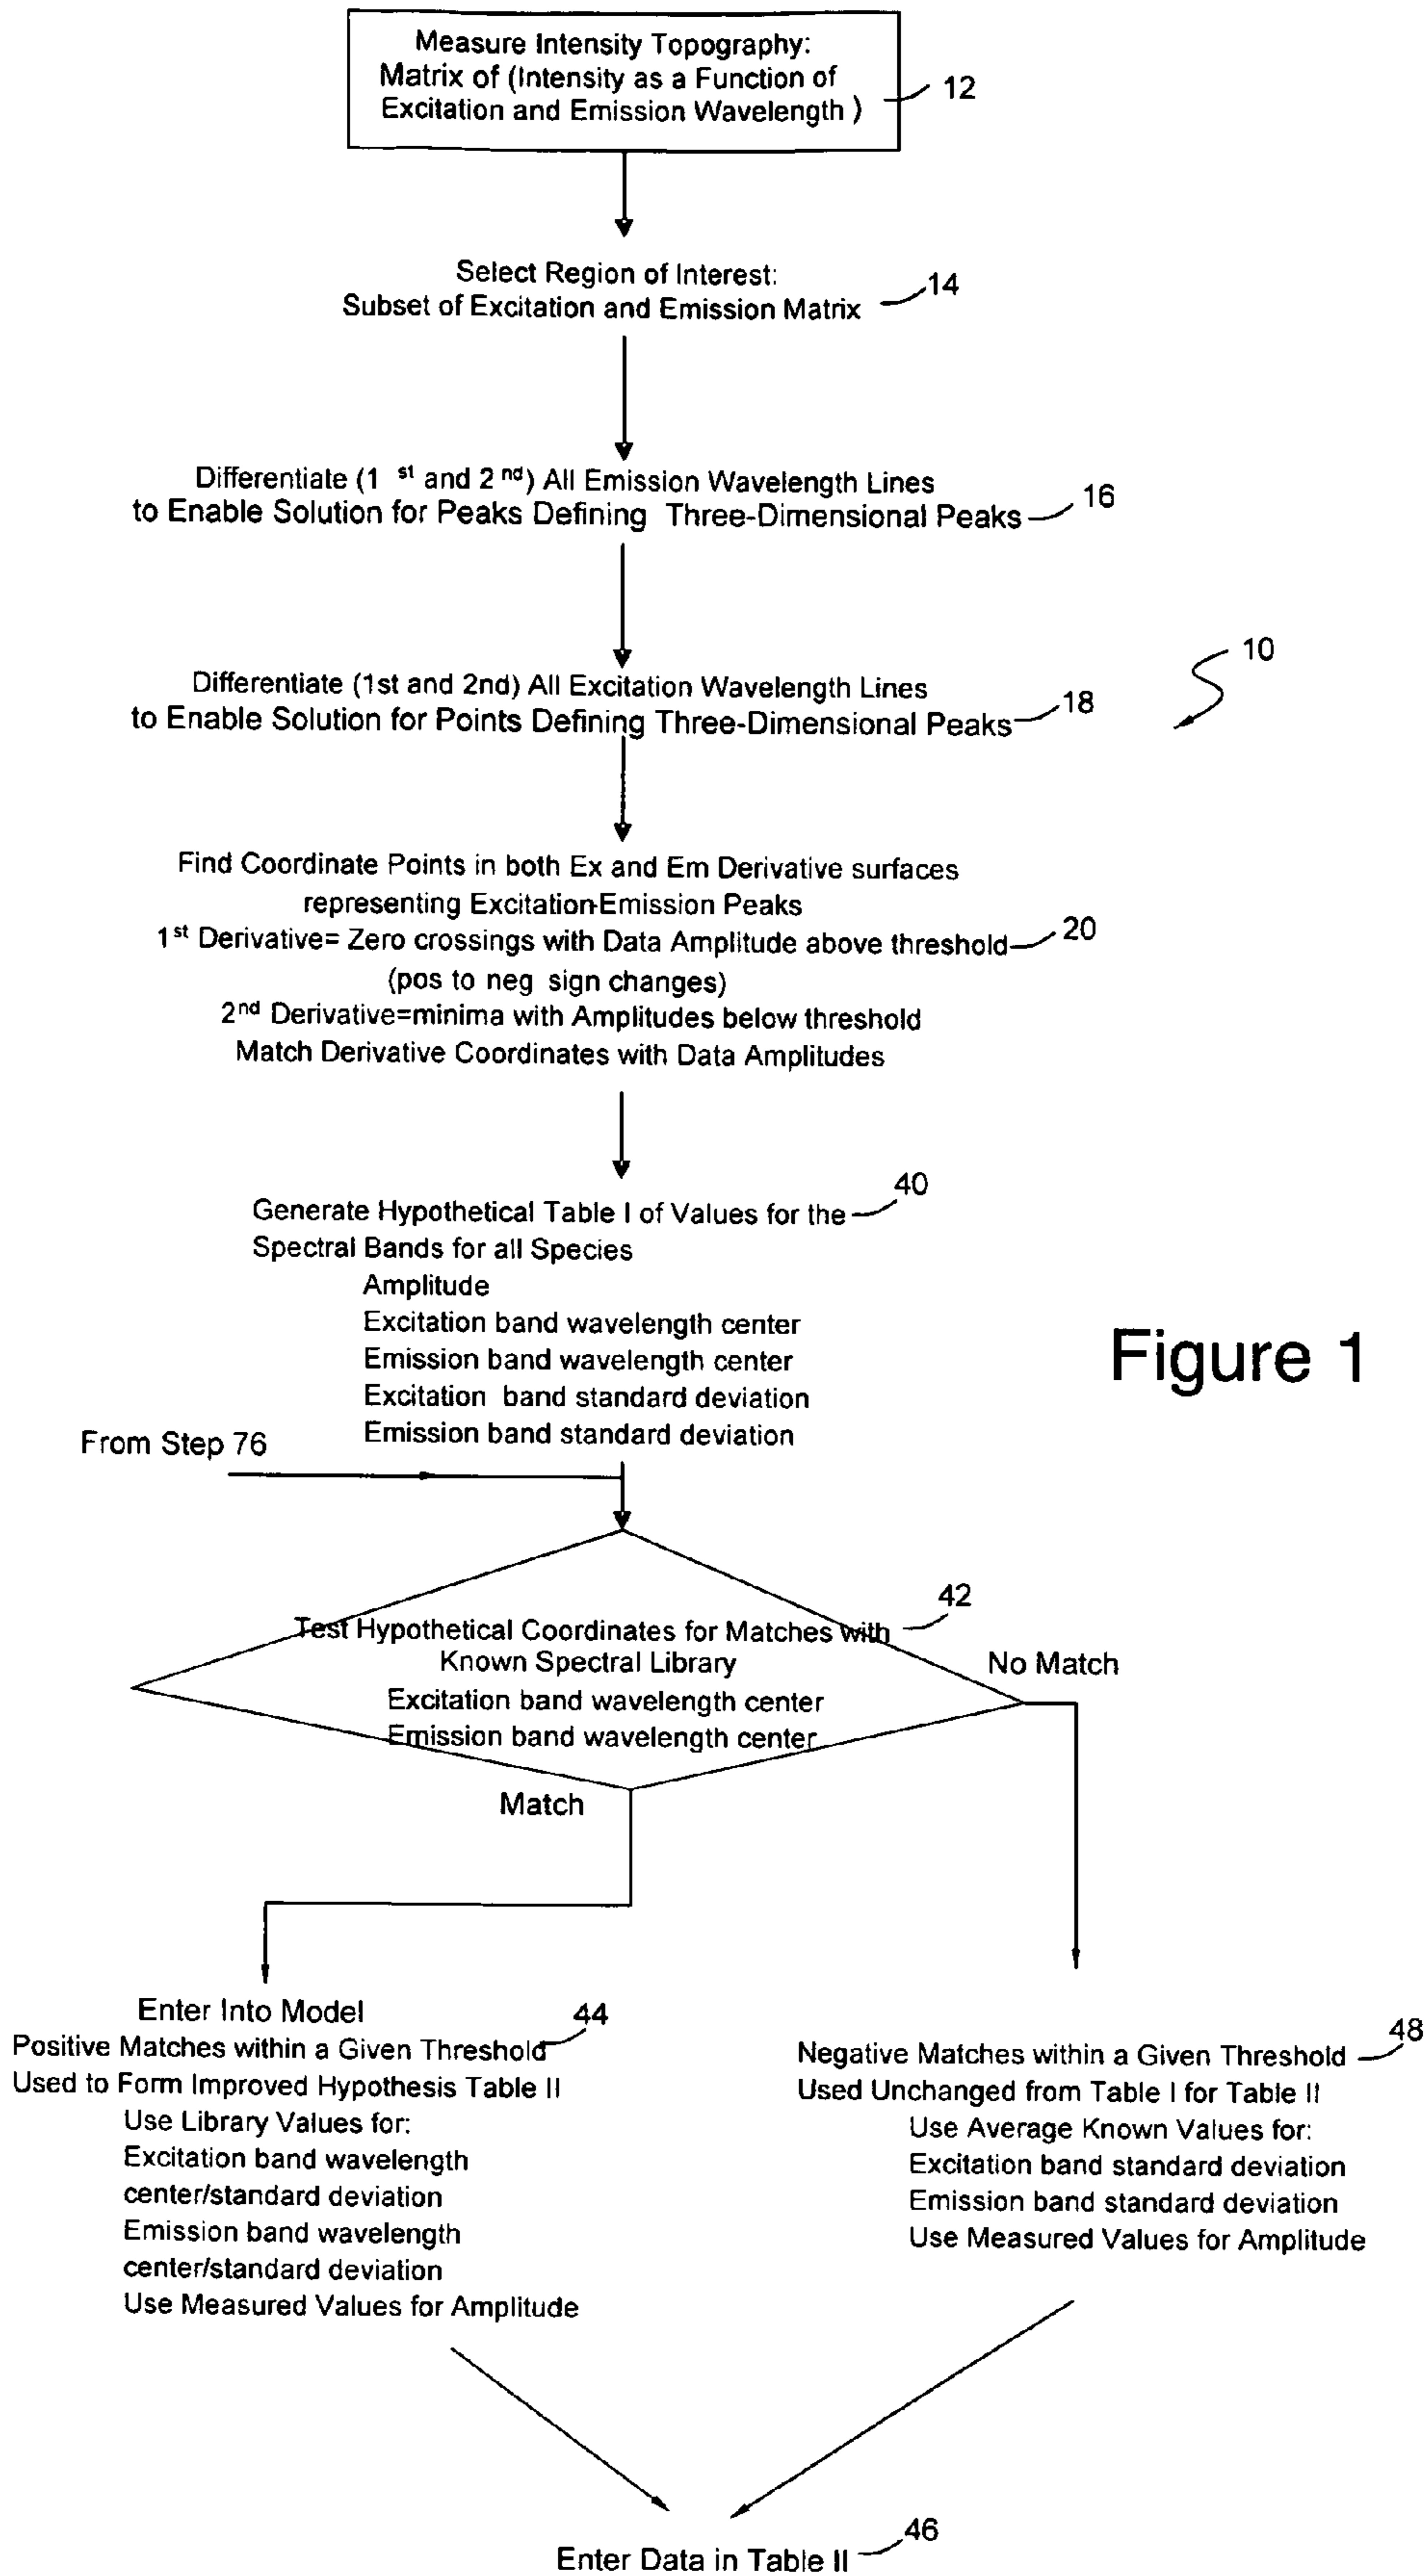 Measure Intensity Topography:
Matrix of (Intensity as a Function of
Excitation and Emission Wavelength )
12
Select Region of Interest:
Subset of Excitation and Emission Matrix
14
Differentiate (1 st and 2 nd) All Emission Wavelength Lines
to Enable Solution for Peaks Defining Three-Dimensional Peaks
16
10
Differentiate (1st and 2nd) All Excitation Wavelength Lines
to Enable Solution for Points Defining Three-Dimensional Peaks
18
Find Coordinate Points in both Ex and Em Derivative surfaces
representing Excitation-Emission Peaks
1st Derivative= Zero crossings with Data Amplitude above threshold
20
(pos to neg sign changes)
2nd Derivative=minima with Amplitudes below threshold
Match Derivative Coordinates with Data Amplitudes
40
Generate Hypothetical Table I of Values for the
Spectral Bands for all Species
Amplitude
Excitation band wavelength center
Emission band wavelength center
Excitation band standard deviation
Emission band standard deviation
Figure 1
From Step 76
42
Test Hypothetical Coordinates for Matches with
Known Spectral Library
Excitation band wavelength center
Emission band wavelength center
No Match
Match
Enter Into Model
44
Positive Matches within a Given Threshold
Used to Form Improved Hypothesis Table II
Use Library Values for:
Excitation band wavelength
center/standard deviation
Emission band wavelength
center/standard deviation
Use Measured Values for Amplitude
48
Negative Matches within a Given Threshold
Used Unchanged from Table I for Table II
Use Average Known Values for:
Excitation band standard deviation
Emission band standard deviation
Use Measured Values for Amplitude
Enter Data in Table II
46